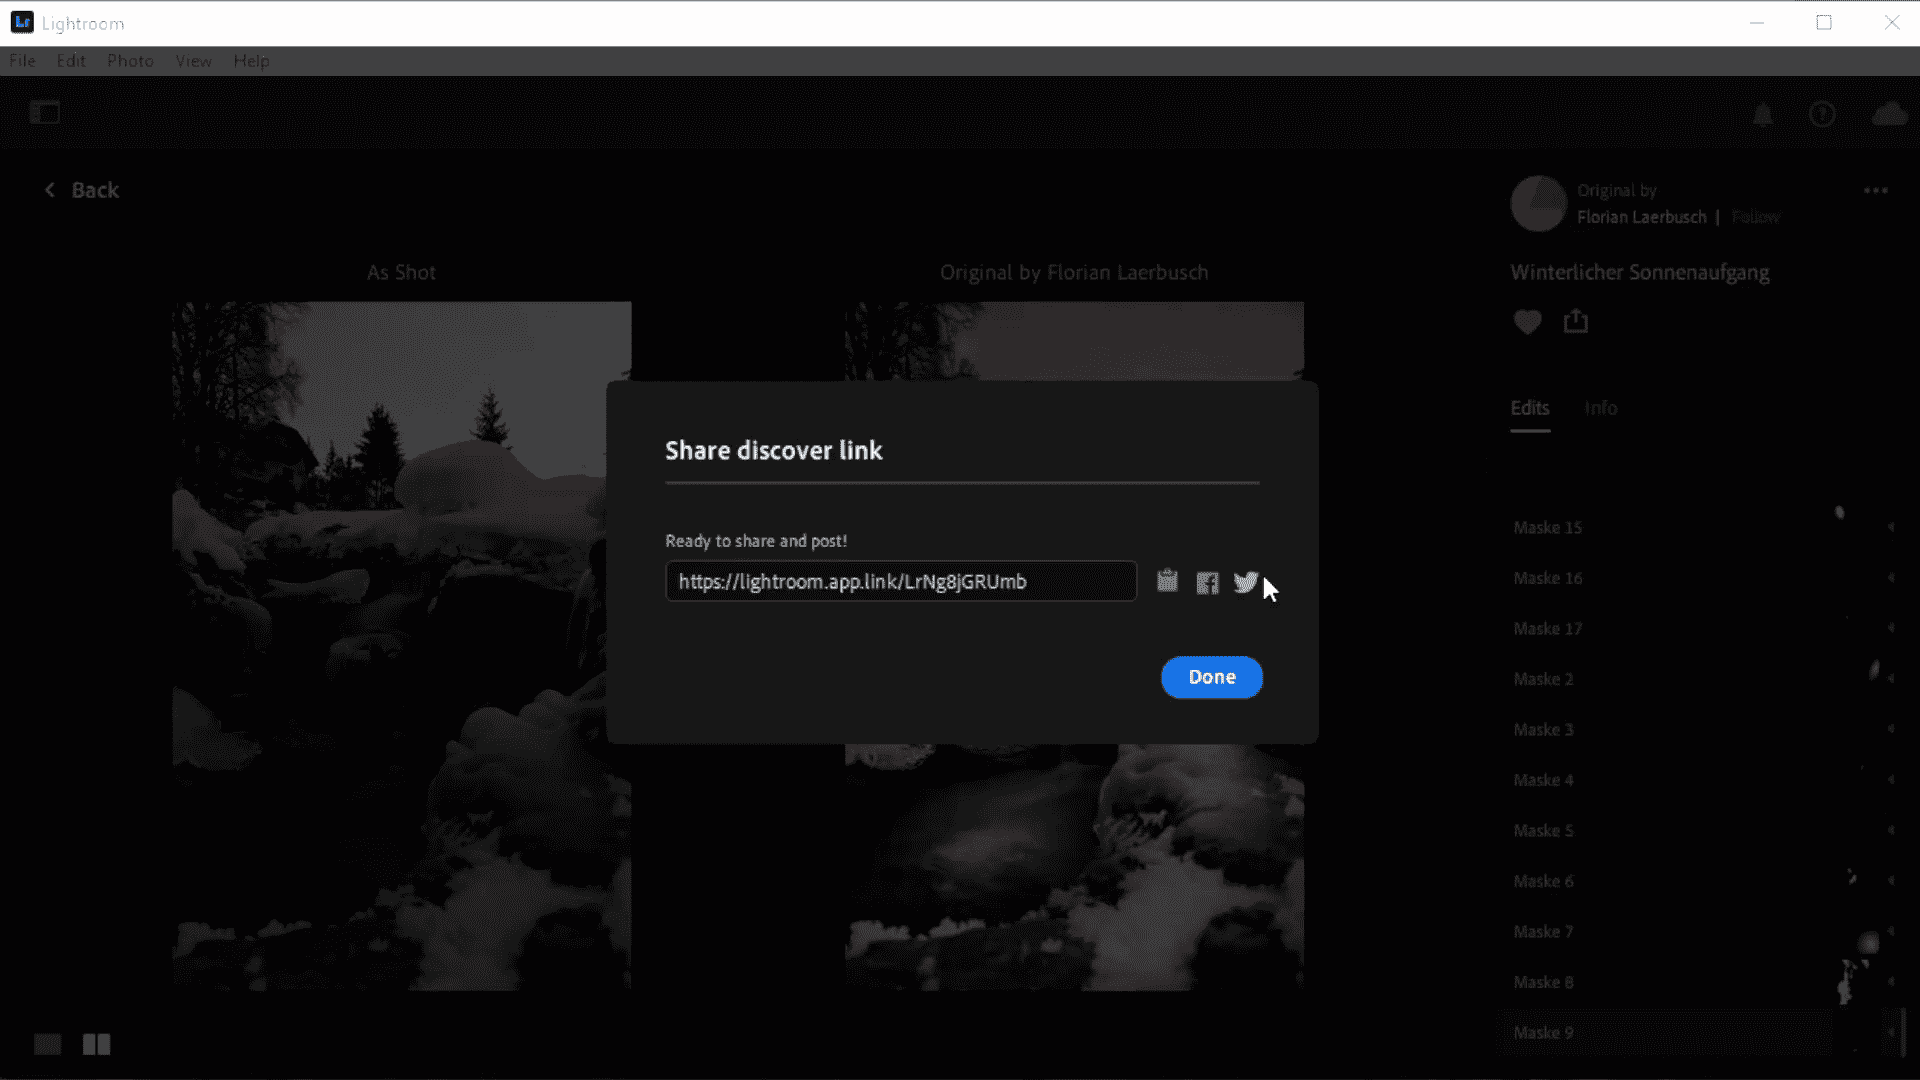 Lr Lightroom
File Edit Photo View Help
Back
Original by
Florian Laerbusch | Follow
As Shot
Original by Florian Laerbusch
Winterlicher Sonnenaufgang
Edits Info
Share discover link
Ready to share and post!
https://lightroom.app.link/LrNg8jGRUmb
Done
Maske 15
Maske 16
Maske 17
Maske 2
Maske 3
Maske 4
Maske 5
Maske 6
Maske 7
Maske 8
Maske 9